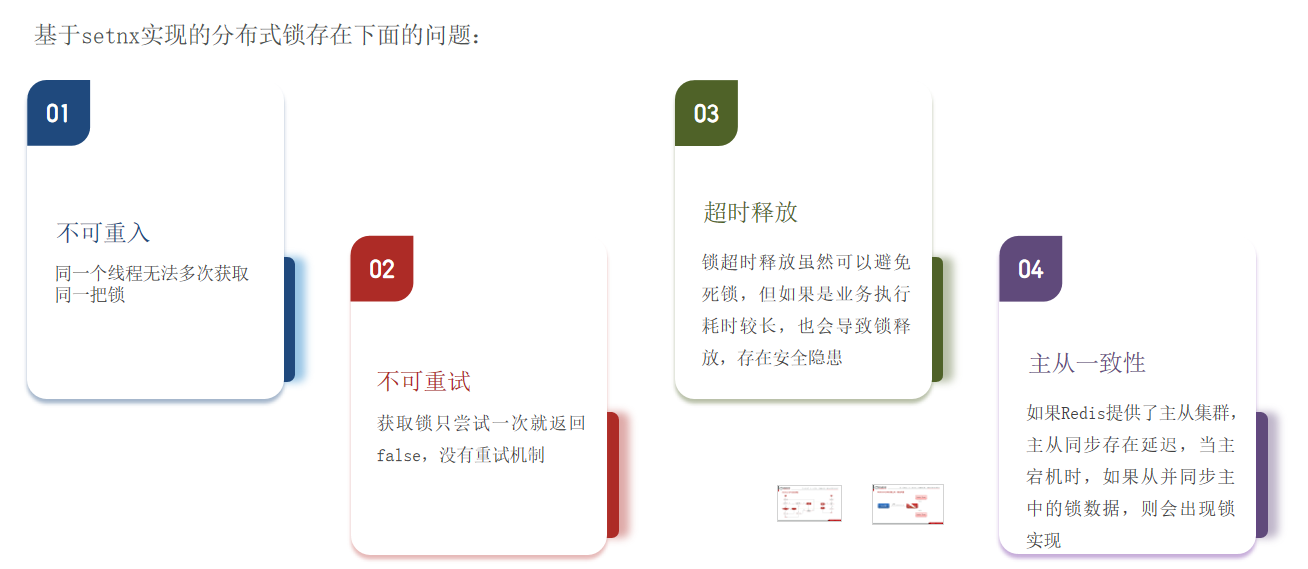 基于setnx实现的分布式锁存在下面的问题：
01
不可重入
同一个线程无法多次获取
同一把锁
02
不可重试
获取锁只尝试一次就返回
false，没有重试机制
03
超时释放
锁超时释放虽然可以避免
死锁，但如果是业务执行
耗时较长，也会导致锁释
放，存在安全隐患
04
主从一致性
如果Redis提供了主从集群，
主从同步存在延迟，当主
宕机时，如果从并同步主
中的锁数据，则会出现锁
实现